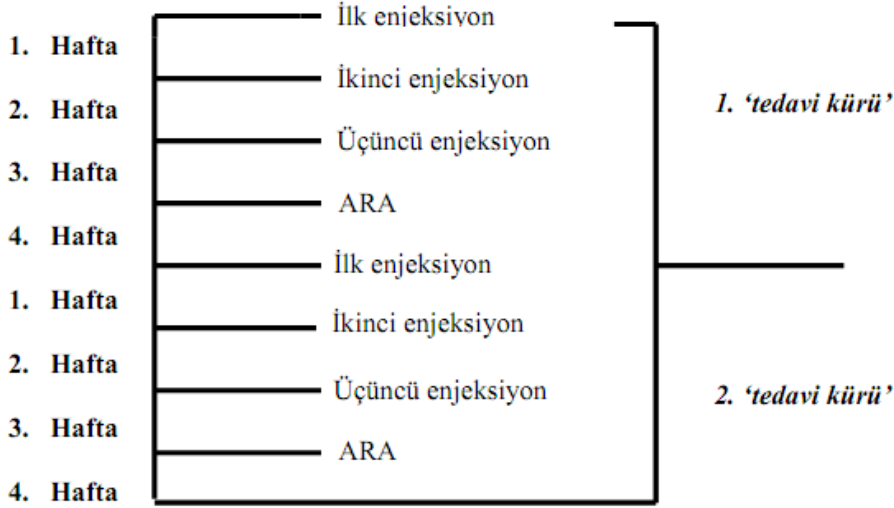 İlk enjeksiyon
1. Hafta
İkinci enjeksiyon
2. Hafta
1. ‘tedavi kürü’
Üçüncü enjeksiyon
3. Hafta
ARA
4. Hafta
İlk enjeksiyon
1. Hafta
İkinci enjeksiyon
2. Hafta
Üçüncü enjeksiyon
2. ‘tedavi kürü’
3. Hafta
ARA
4. Hafta